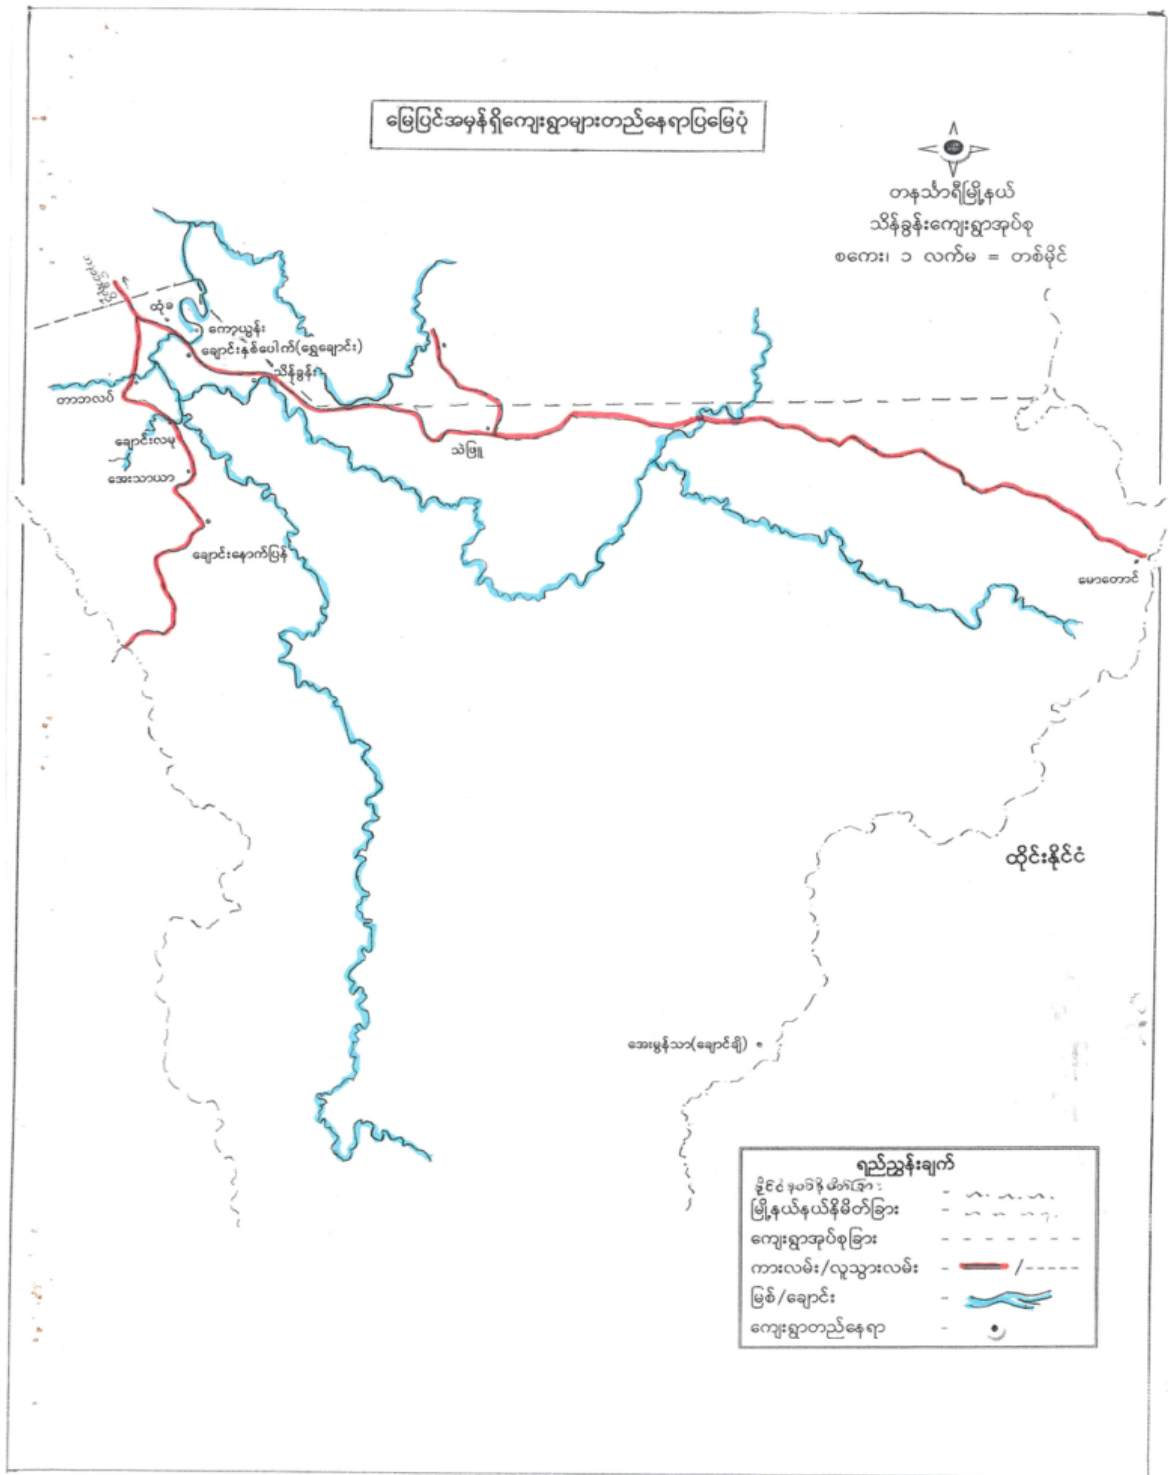 မြေပြင်အမှန်ရှိကျေးရွာများတည်နေရာပြမြေပုံ
တနင်္သာရီမြို့နယ်
သိန်ခွန်းကျေးရွာအုပ်စု
စကေး၊ ၁ လက်မ = တစ်မိုင်
ထုံခ
ကော့ယွန်း
ချောင်းနှစ်ပေါက်(ရွှေချောင်း)
သိန်ခွန်း
တာဘလပ်
ချောင်းလမု
သဲဖြူ
အေးသာယာ
ချောင်းနောက်ပြန်
မောတောင်
ထိုင်းနိုင်ငံ
အေးမွန်သာ(ချောင်ချီ)
ရည်ညွှန်းချက်
မြို့နယ်နယ်နိမိတ်ခြား -
ကျေးရွာအုပ်စုခြား -
ကားလမ်း/လူသွားလမ်း - /
မြစ်/ချောင်း -
ကျေးရွာတည်နေရာ -